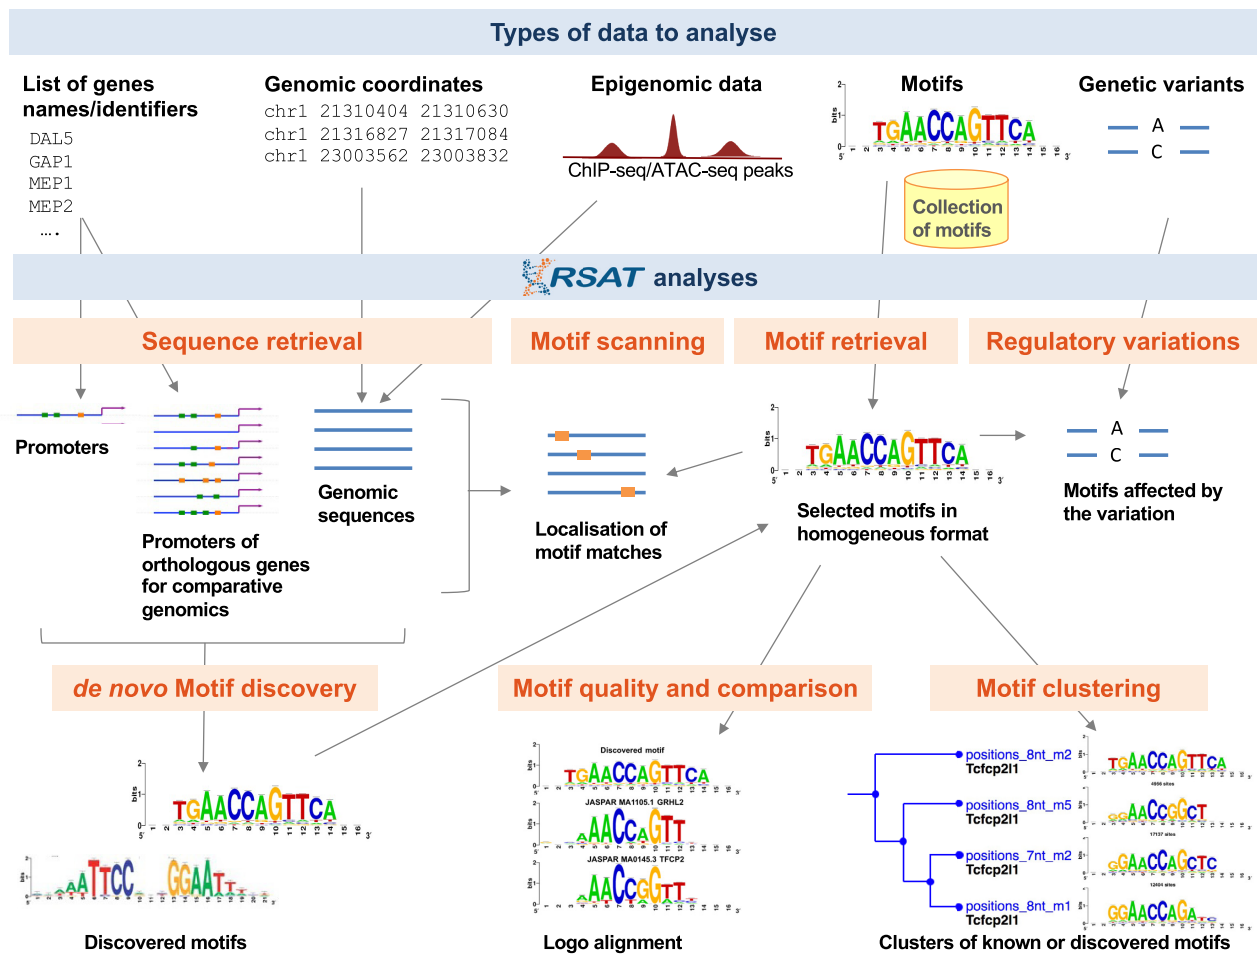 Types of data to analyse
List of genes
names/identifiers
DAL5
GAP1
MEP1
MEP2
....
Genomic coordinates
chr1 21310404 21310630
chr1 21316827 21317084
chr1 23003562 23003832
Epigenomic data
ChIP-seq/ATAC-seq peaks
Motifs
TGAACCAGTTCA
Collection
of motifs
Genetic variants
A
C
RSAT analyses
Sequence retrieval
Motif scanning
Motif retrieval
Regulatory variations
Promoters
Promoters of
orthologous genes
for comparative
genomics
Genomic
sequences
Localisation of
motif matches
TGAACCAGTTCA
Selected motifs in
homogeneous format
A
C
Motifs affected by
the variation
de novo Motif discovery
Motif quality and comparison
Motif clustering
TGAACCAGTTCA
Discovered motifs
Discovered motif
TGAACCAGTTCA
JASPAR MA1105.1 GRHL2
JASPAR MA0145.3 TFCP2
Logo alignment
positions_8nt_m2
Tcfcp2l1
positions_8nt_m5
Tcfcp2l1
positions_7nt_m2
Tcfcp2l1
positions_8nt_m1
Tcfcp2l1
TGAACCAGTTCA
Clusters of known or discovered motifs